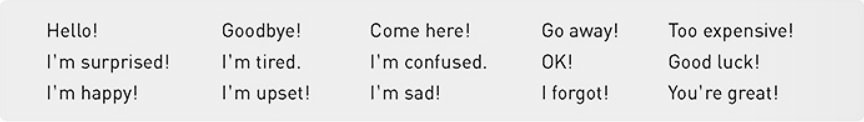 Hello! Goodbye! Come here! Go away! Too expensive!
I'm surprised! I'm tired. I'm confused. OK! Good luck!
I'm happy! I'm upset! I'm sad! I forgot! You're great!